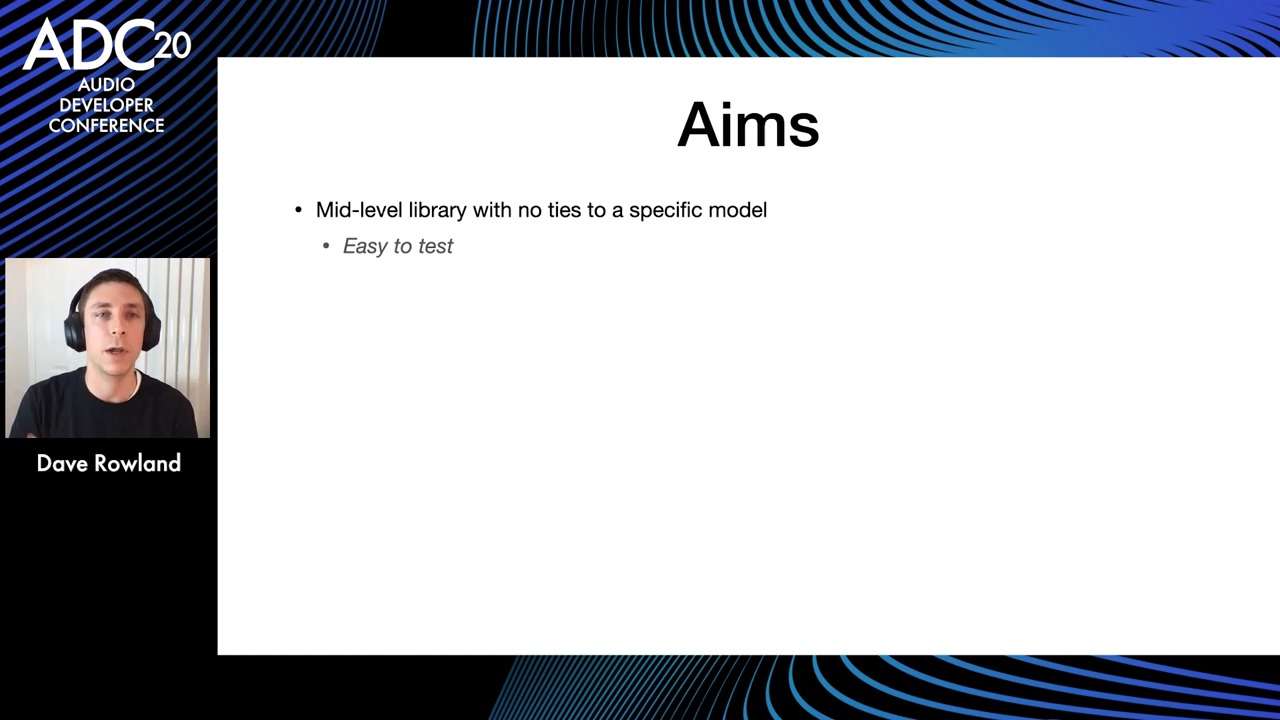 ADC20
AUDIO
DEVELOPER
CONFERENCE
Aims
• Mid-level library with no ties to a specific model
• Easy to test
Dave Rowland